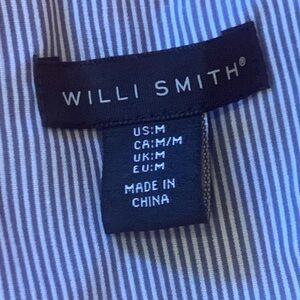 WILLI SMITH®
US:M
CA:M/M
UK:M
EU:M
MADE IN
CHINA